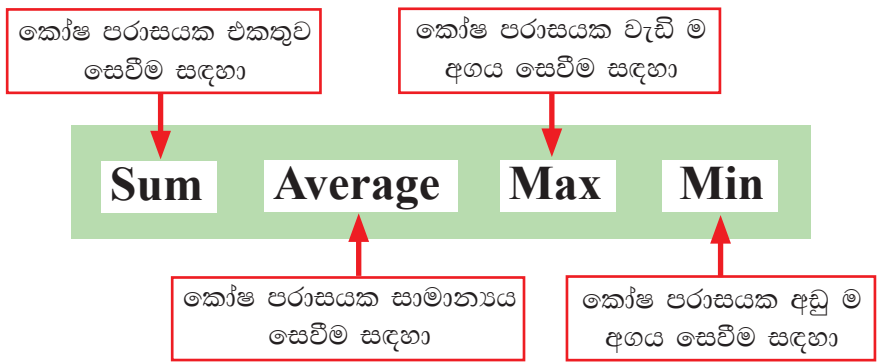 කෝෂ පරාසයක එකතුව
සෙවීම සඳහා
කෝෂ පරාසයක වැඩි ම
අගය සෙවීම සඳහා
Sum Average Max Min
කෝෂ පරාසයක සාමාන්‍යය
සෙවීම සඳහා
කෝෂ පරාසයක අඩු ම
අගය සෙවීම සඳහා